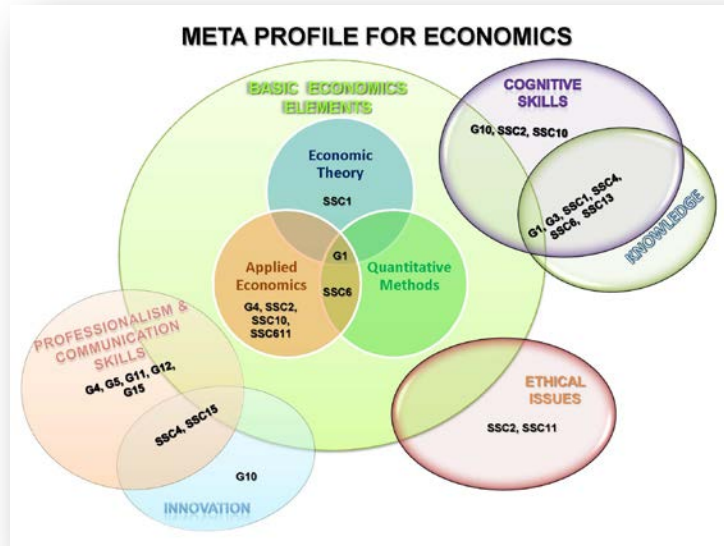 META PROFILE FOR ECONOMICS
BASIC ECONOMICS
ELEMENTS
COGNITIVE
SKILLS
G10, SSC2, SSC10
Economic
Theory
SSC1
G1, G3, SSC1, SSC4,
SSC6, SSC13
KNOWLEDGE
G1
Applied
Economics
Quantitative
Methods
SSC6
G4, SSC2,
SSC10,
SSC611
PROFESSIONALISM &
COMMUNICATION
SKILLS
G4, G5, G11, G12,
G15
ETHICAL
ISSUES
SSC2, SSC11
SSC4, SSC15
G10
INNOVATION